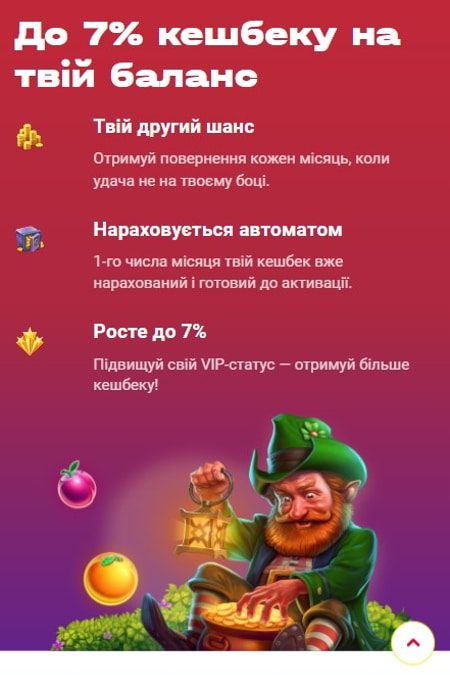 До 7% кешбеку на
твій баланс
Твій другий шанс
Отримуй повернення кожен місяць, коли
удача не на твоєму боці.
Нараховується автоматом
1-го числа місяця твій кешбек вже
нарахований і готовий до активації.
Росте до 7%
Підвищуй свій VIP-статус — отримуй більше
кешбеку!